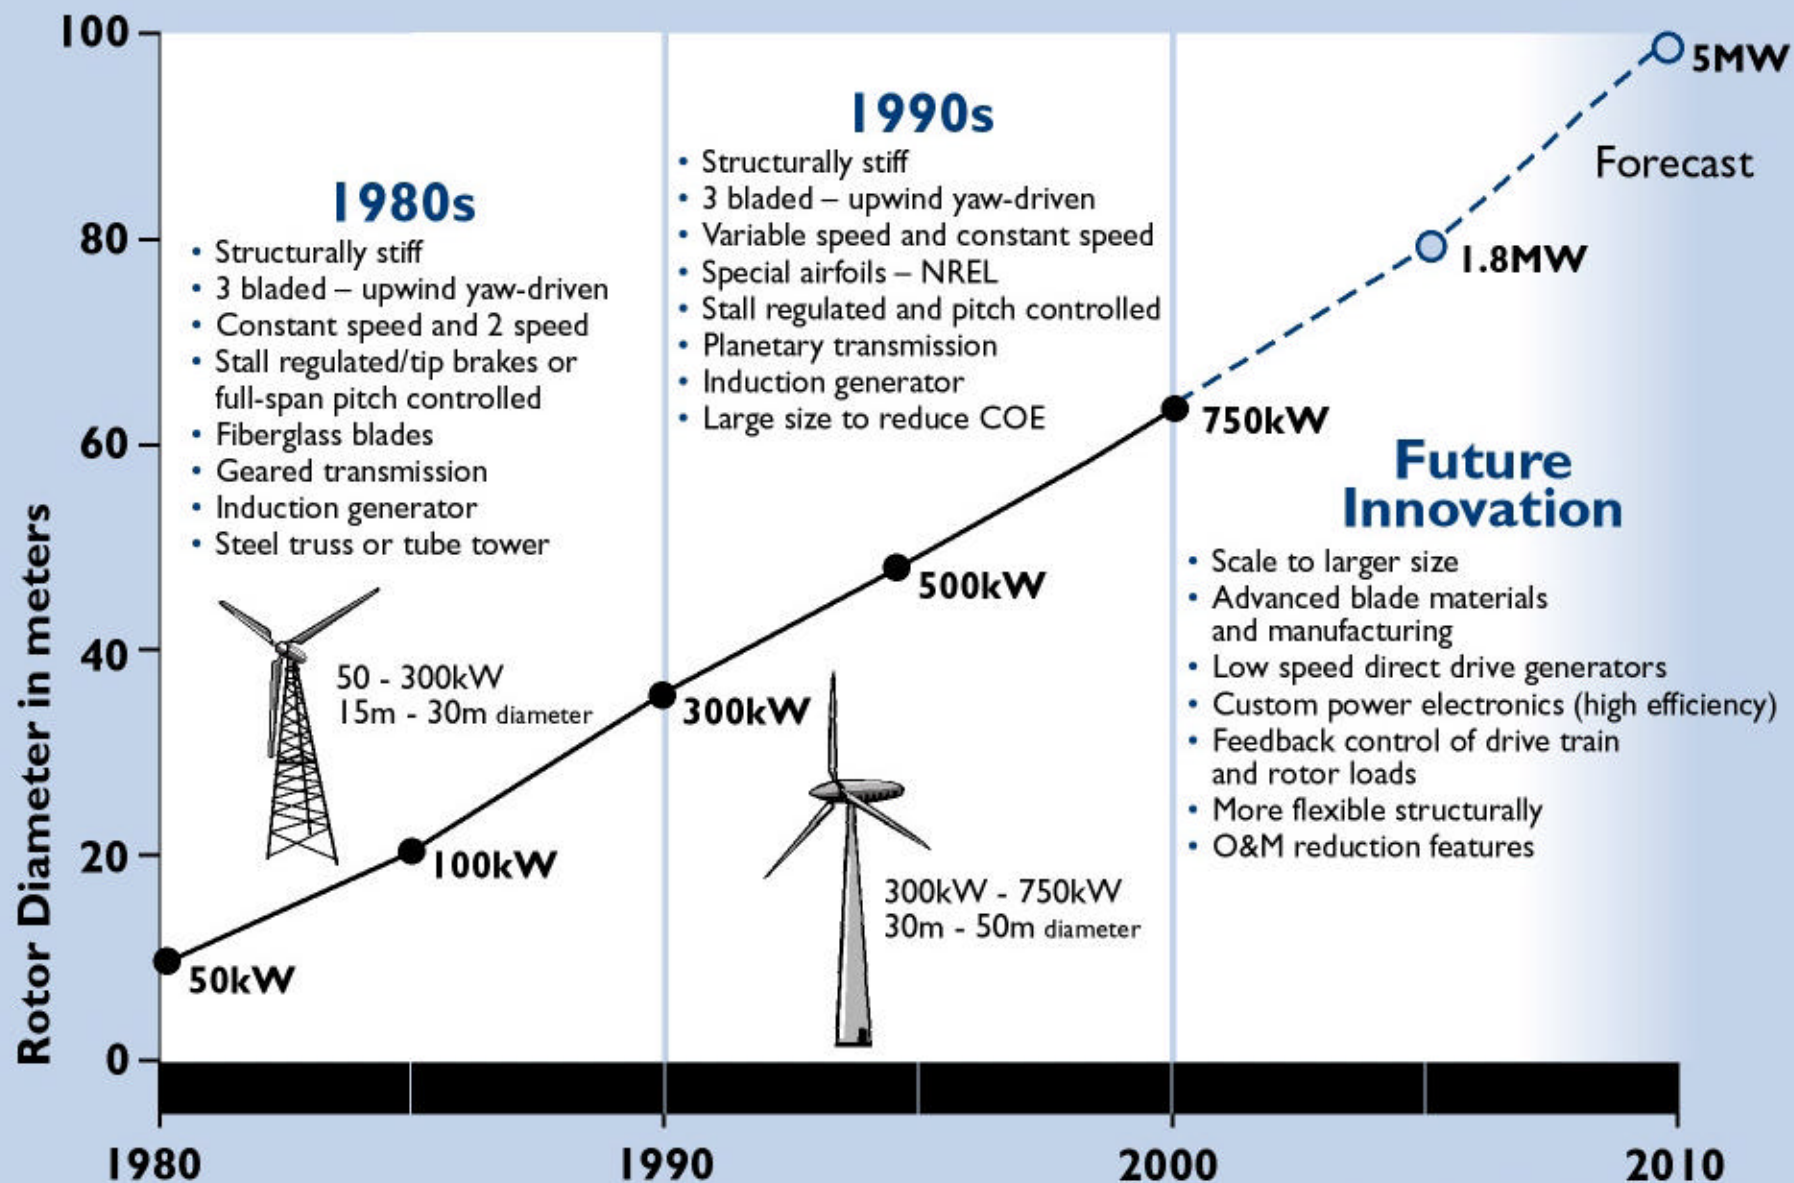 100
80
60
40
20
0
Rotor Diameter in meters
1980
1990
2000
2010
1980s
• Structurally stiff
• 3 bladed – upwind yaw-driven
• Constant speed and 2 speed
• Stall regulated/tip brakes or
full-span pitch controlled
• Fiberglass blades
• Geared transmission
• Induction generator
• Steel truss or tube tower
50 - 300kW
15m - 30m diameter
50kW
100kW
1990s
• Structurally stiff
• 3 bladed – upwind yaw-driven
• Variable speed and constant speed
• Special airfoils – NREL
• Stall regulated and pitch controlled
• Planetary transmission
• Induction generator
• Large size to reduce COE
300kW
500kW
300kW - 750kW
30m - 50m diameter
5MW
Forecast
1.8MW
750kW
Future
Innovation
• Scale to larger size
• Advanced blade materials
and manufacturing
• Low speed direct drive generators
• Custom power electronics (high efficiency)
• Feedback control of drive train
and rotor loads
• More flexible structurally
• O&M reduction features